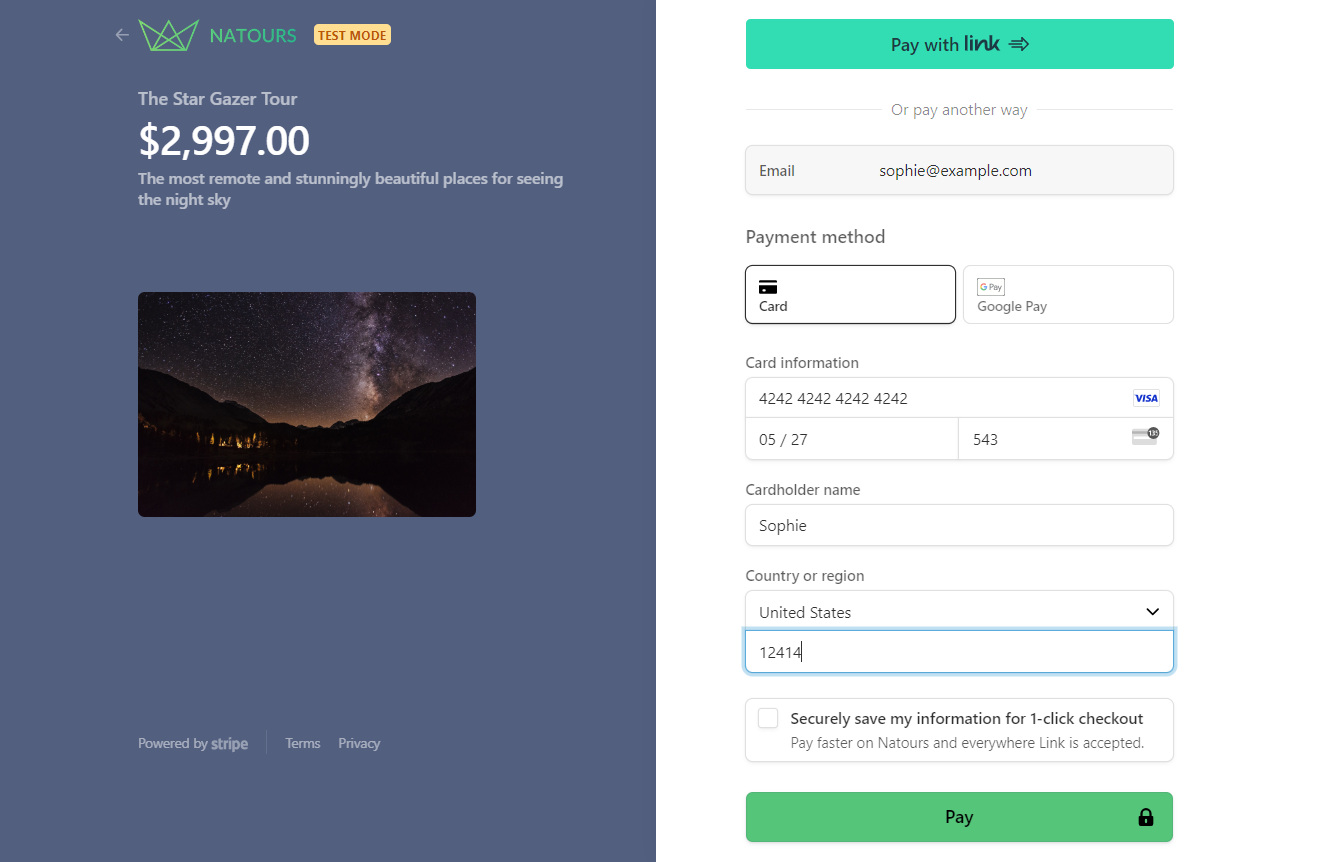 NATOURS TEST MODE
The Star Gazer Tour
$2,997.00
The most remote and stunningly beautiful places for seeing
the night sky
Powered by stripe
Terms Privacy
Pay with link
Or pay another way
Email sophie@example.com
Payment method
Card
G Pay
Google Pay
Card information
4242 4242 4242 4242 VISA
05 / 27 543 135
Cardholder name
Sophie
Country or region
United States
12414
Securely save my information for 1-click checkout
Pay faster on Natours and everywhere Link is accepted.
Pay